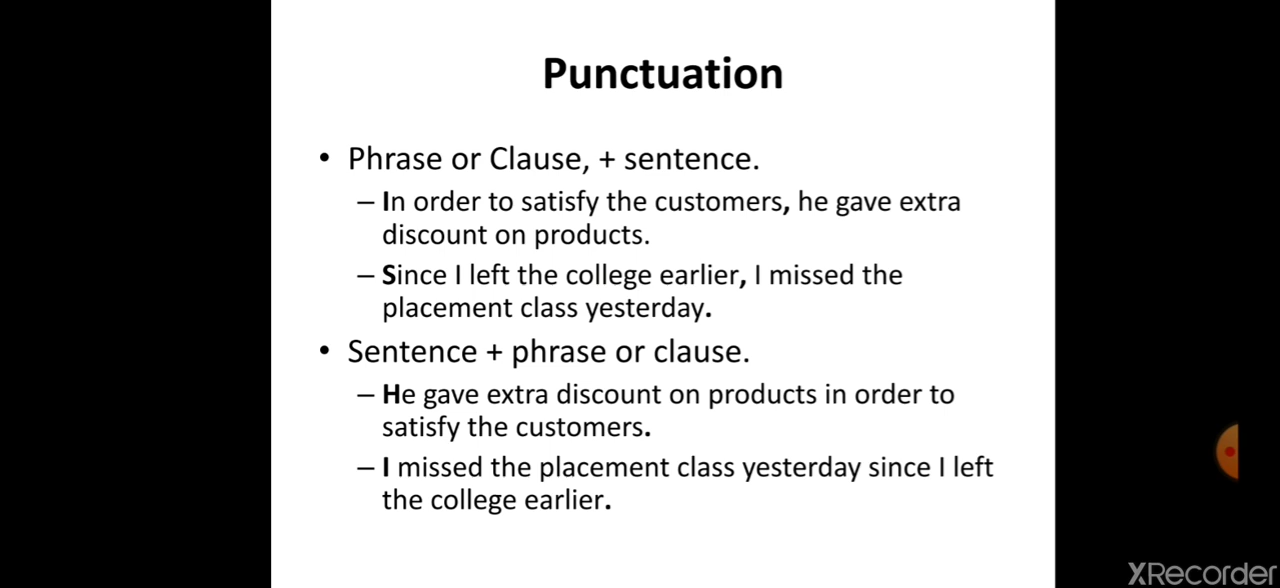 Punctuation
• Phrase or Clause, + sentence.
– In order to satisfy the customers, he gave extra
discount on products.
– Since I left the college earlier, I missed the
placement class yesterday.
• Sentence + phrase or clause.
– He gave extra discount on products in order to
satisfy the customers.
– I missed the placement class yesterday since I left
the college earlier.
XRecorder